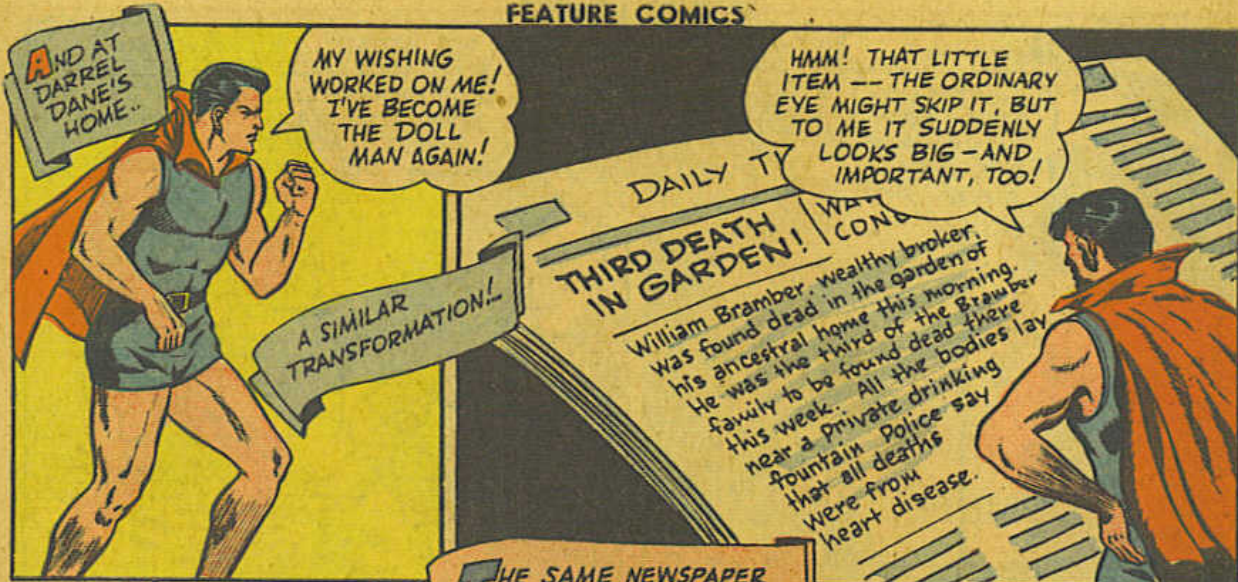 FEATURE COMICS
AND AT
DARREL
DANE'S
HOME..
MY WISHING
WORKED ON ME!
I'VE BECOME
THE DOLL
MAN AGAIN!
A SIMILAR
TRANSFORMATION!..
HMM! THAT LITTLE
ITEM -- THE ORDINARY
EYE MIGHT SKIP IT, BUT
TO ME IT SUDDENLY
LOOKS BIG - AND
IMPORTANT, TOO!
DAILY T
THIRD DEATH
IN GARDEN!
WA
CON
William Bramber, wealthy broker,
was found dead in the garden of
his ancestral home this morning.
He was the third of the Bramber
family to be found dead there
this week. All the bodies lay
near a private drinking
fountain Police say
that all deaths
were from
heart disease.
THE SAME NEWSPAPER